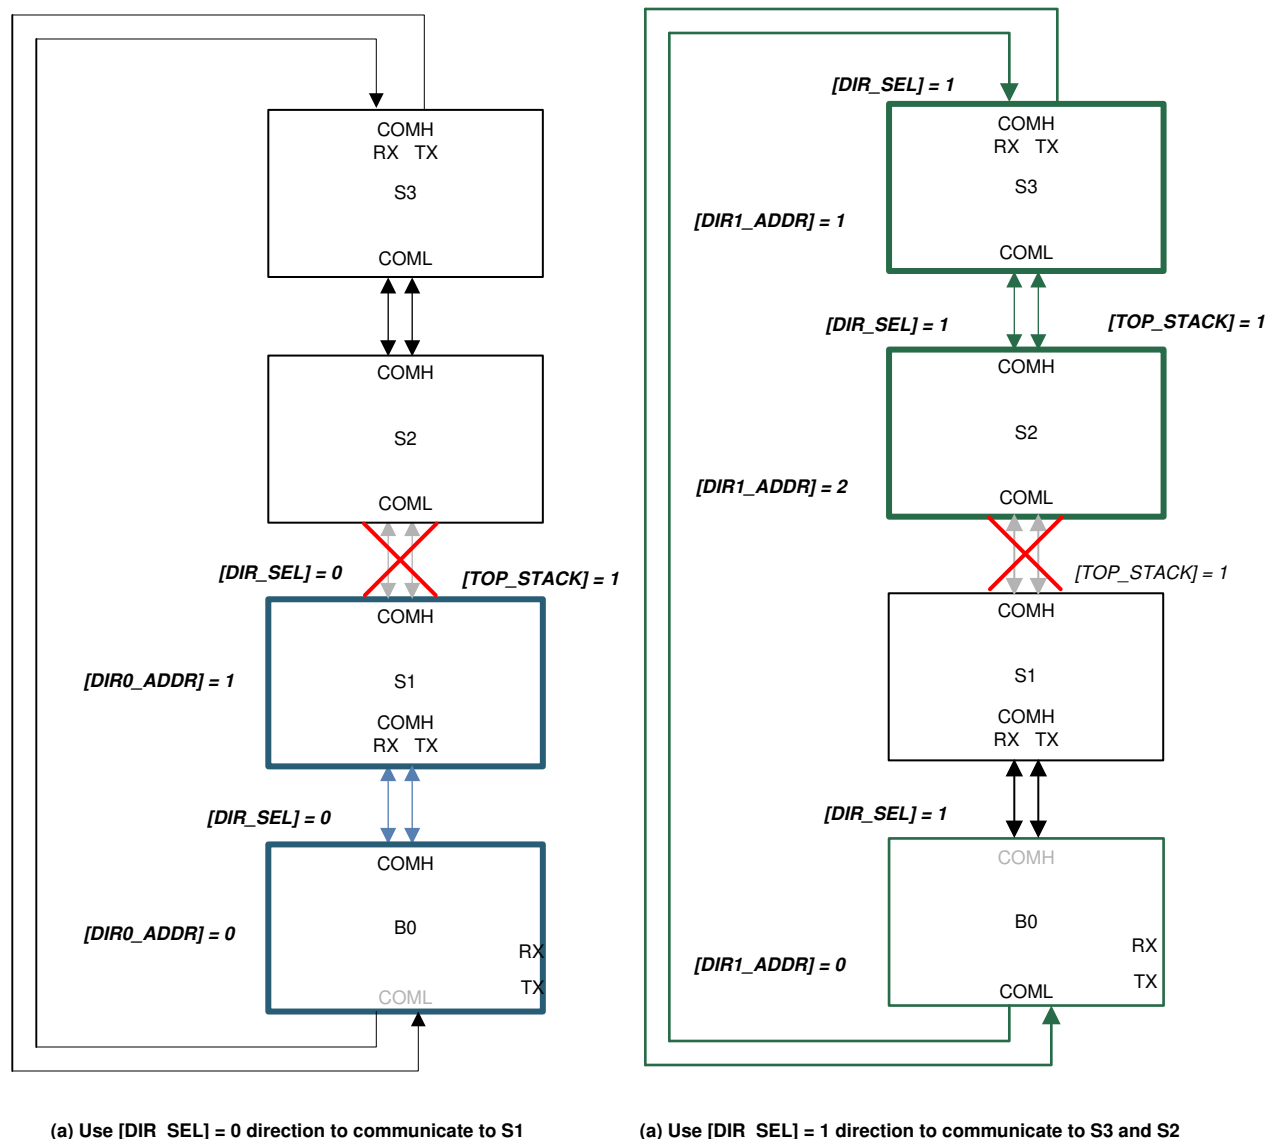 COMH
RX TX
S3
COML
COMH
S2
COML
[DIR_SEL] = 0
[TOP_STACK] = 1
COMH
[DIR0_ADDR] = 1
S1
COMH
RX TX
[DIR_SEL] = 0
COMH
[DIR0_ADDR] = 0
B0
RX
TX
COML
(a) Use [DIR_SEL] = 0 direction to communicate to S1
[DIR_SEL] = 1
COMH
RX TX
S3
[DIR1_ADDR] = 1
COML
[DIR_SEL] = 1
[TOP_STACK] = 1
COMH
S2
[DIR1_ADDR] = 2
COML
[TOP_STACK] = 1
COMH
S1
COMH
RX TX
[DIR_SEL] = 1
COMH
B0
RX
[DIR1_ADDR] = 0
TX
COML
(a) Use [DIR_SEL] = 1 direction to communicate to S3 and S2